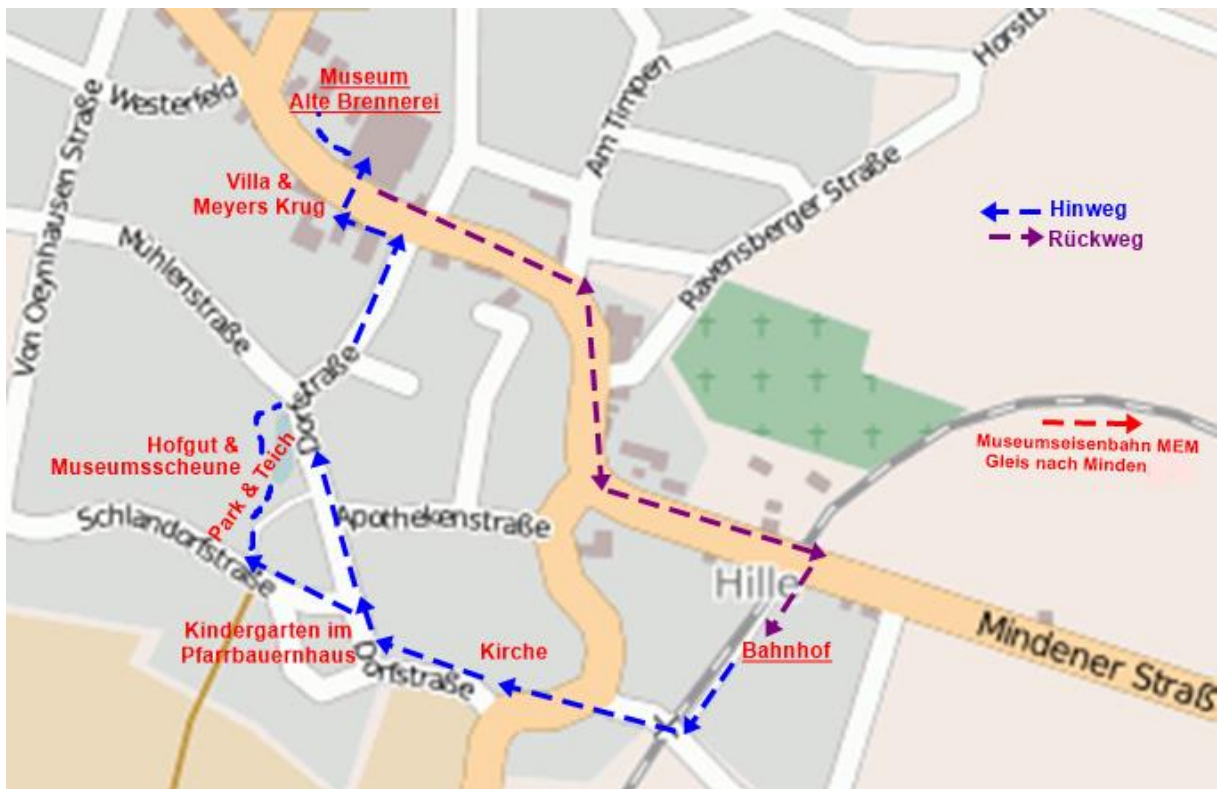 Museum
Alte Brennerei
Westerfeld
Von Oeynhausen Straße
Am Timpen
Horstb
Villa &
Meyers Krug
Ravensberger Straße
Hinweg
Rückweg
Mühlenstraße
Dorfstraße
Hofgut &
Museumsscheune
Park & Teich
Museumseisenbahn MEM
Gleis nach Minden
Schlandorfstraße
Apothekenstraße
Hille
Kindergarten im
Pfarrbauernhaus
Kirche
Bahnhof
Dorfstraße
Mindener Straß